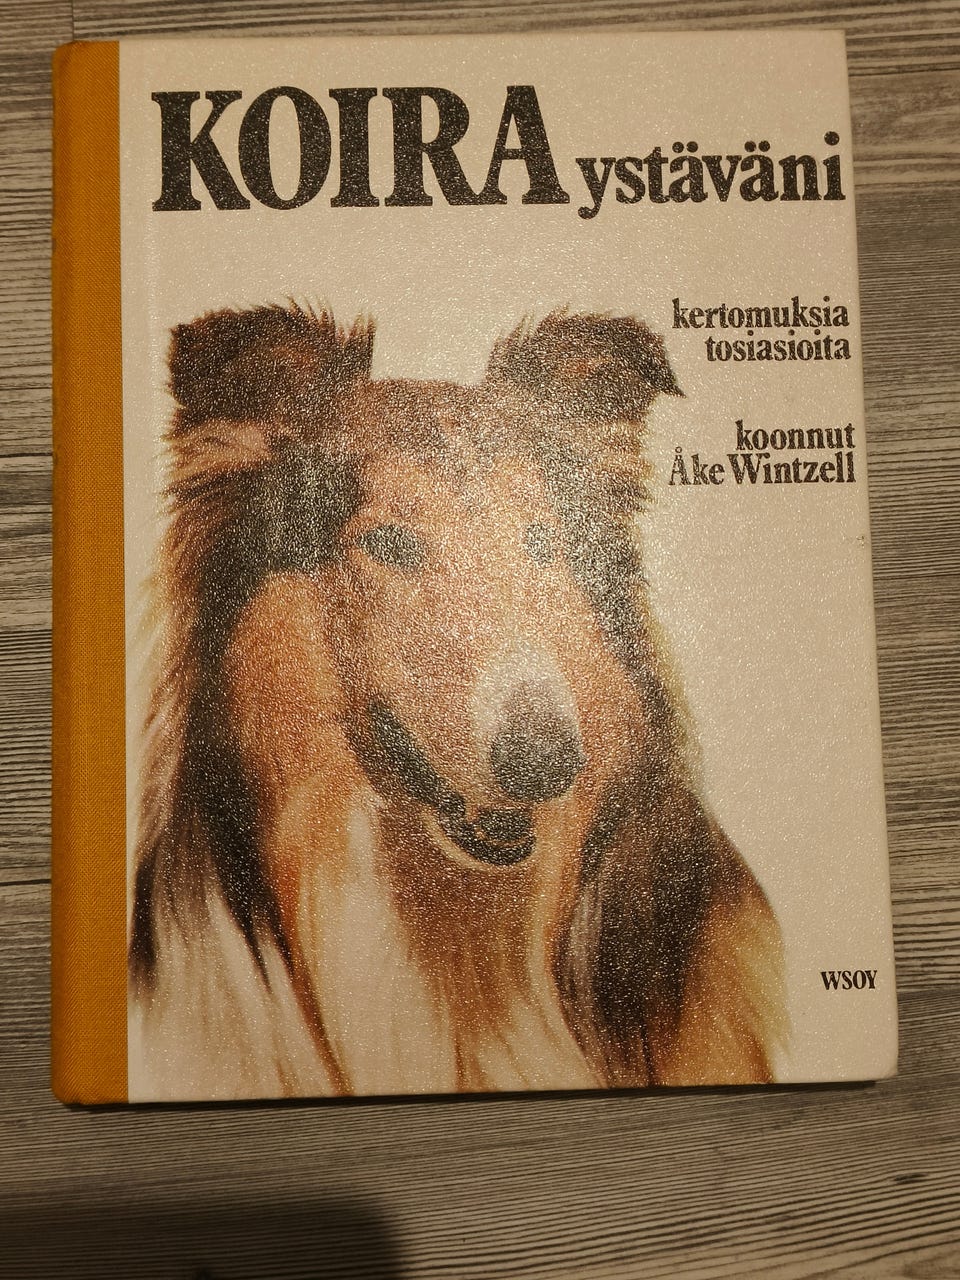 KOIRA ystäväni
kertomuksia
tosiasioita
koonnut
Åke Wintzell
WSOY